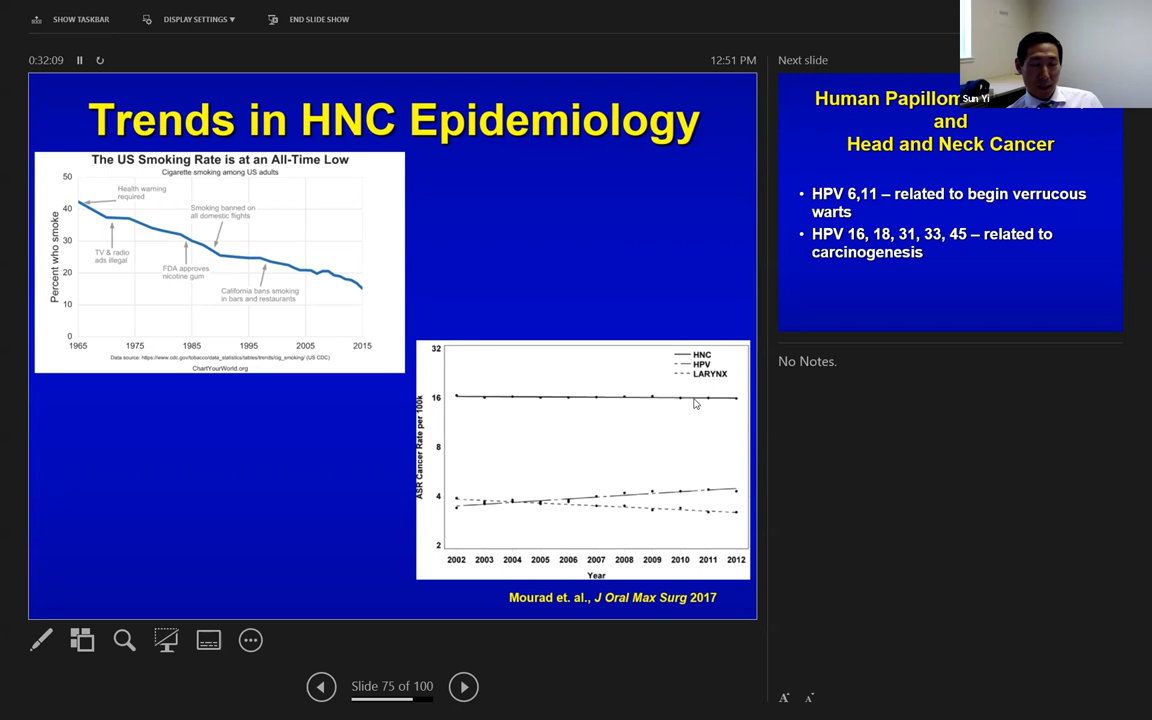 SHOW TASKBAR
DISPLAY SETTINGS ▼
END SLIDE SHOW
0:32:09
12:51 PM
Trends in HNC Epidemiology
The US Smoking Rate is at an All-Time Low
Cigarette smoking among US adults
Percent who smoke
50
40
30
20
10
0
Health warning
required
TV & radio
ads illegal
Smoking banned on
all domestic flights
FDA approves
nicotine gum
California bans smoking
in bars and restaurants
1965 1975 1985 1995 2005 2015
Data source: https://www.cdc.gov/tobacco/data_statistics/tables/trends/cig_smoking/ (US CDC)
ChartYourWorld.org
HNC
HPV
LARYNX
ASR Cancer Rate per 100k
32
16
8
4
2
2002 2003 2004 2005 2006 2007 2008 2009 2010 2011 2012
Year
Mourad et. al., J Oral Max Surg 2017
Slide 75 of 100
Next slide
Sun Yi
Human Papillom
and
Head and Neck Cancer
• HPV 6,11 – related to begin verrucous
warts
• HPV 16, 18, 31, 33, 45 – related to
carcinogenesis
No Notes.
A A